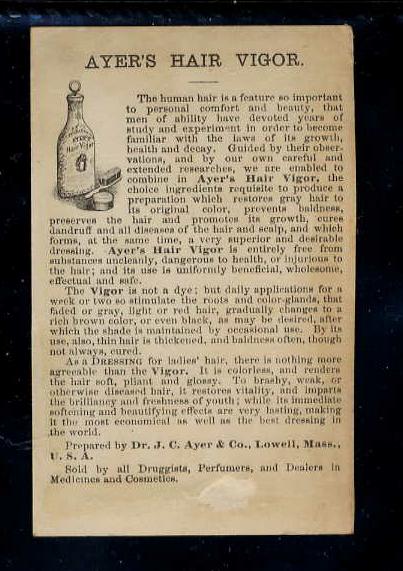 AYER'S HAIR VIGOR.
The human hair is a feature so important
to personal comfort and beauty, that
men of ability have devoted years of
study and experiment in order to become
familiar with the laws of its growth,
health and decay. Guided by their obser-
vations, and by our own careful and
extended researches, we are enabled to
combine in Ayer's Hair Vigor, the
choice ingredients requisite to produce a
preparation which restores gray hair to
its original color, prevents baldness,
preserves the hair and promotes its growth, cures
dandruff and all diseases of the hair and scalp, and which
forms, at the same time, a very superior and desirable
dressing. Ayer's Hair Vigor is entirely free from
substances uncleanly, dangerous to health, or injurious to
the hair; and its use is uniformly beneficial, wholesome,
effectual and safe.
The Vigor is not a dye; but daily applications for a
week or two so stimulate the roots and color-glands, that
faded or gray, light or red hair, gradually changes to a
rich brown color, or even black, as may be desired, after
which the shade is maintained by occasional use. By its
use, also, thin hair is thickened, and baldness often, though
not always, cured.
As a DRESSING for ladies' hair, there is nothing more
agreeable than the Vigor. It is colorless, and renders
the hair soft, pliant and glossy. To brashy, weak, or
otherwise diseased hair, it restores vitality, and imparts
the brilliancy and freshness of youth; while its immediate
softening and beautifying effects are very lasting, making
it the most economical as well as the best dressing in
the world.
Prepared by Dr. J. C. Ayer & Co., Lowell, Mass.,
U. S. A.
Sold by all Druggists, Perfumers, and Dealers in
Medicines and Cosmetics.
Hair Vigor